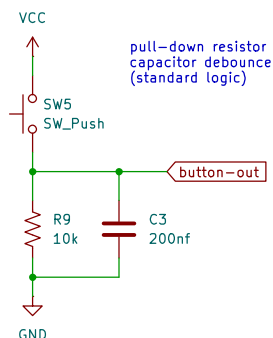 VCC
pull-down resistor
capacitor debounce
(standard logic)
SW5
SW_Push
button-out
R9
10k
C3
200nf
GND